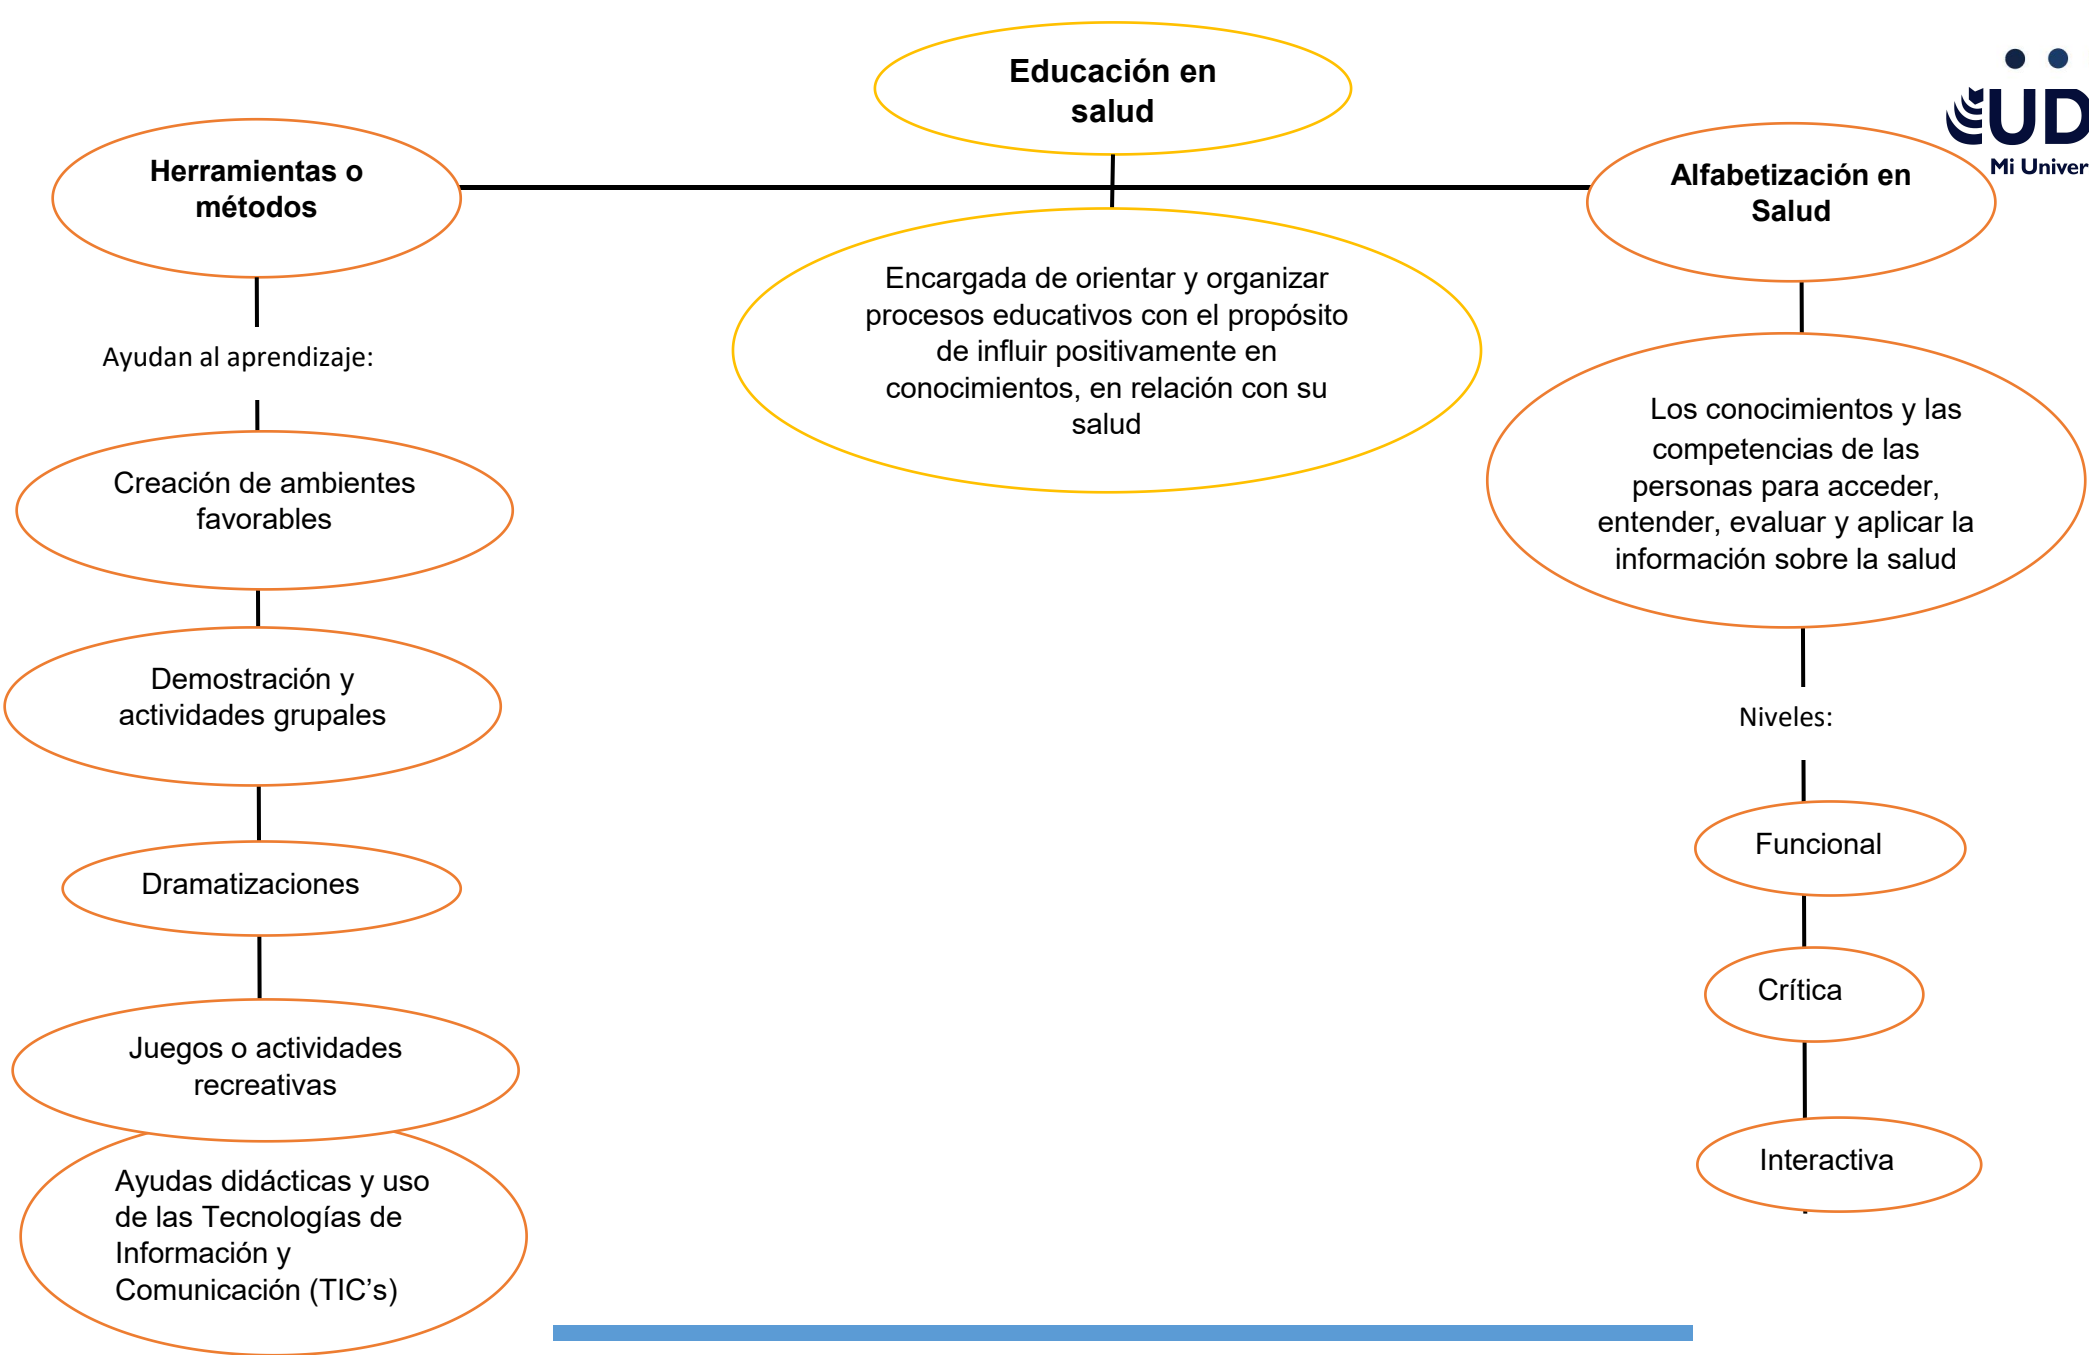 Educación en
salud
Herramientas o
métodos
Alfabetización en
Salud
UD
Mi Univer
Encargada de orientar y organizar
procesos educativos con el propósito
de influir positivamente en
conocimientos, en relación con su
salud
Ayudan al aprendizaje:
Creación de ambientes
favorables
Demostración y
actividades grupales
Dramatizaciones
Juegos o actividades
recreativas
Ayudas didácticas y uso
de las Tecnologías de
Información y
Comunicación (TIC’s)
Los conocimientos y las
competencias de las
personas para acceder,
entender, evaluar y aplicar la
información sobre la salud
Niveles:
Funcional
Crítica
Interactiva